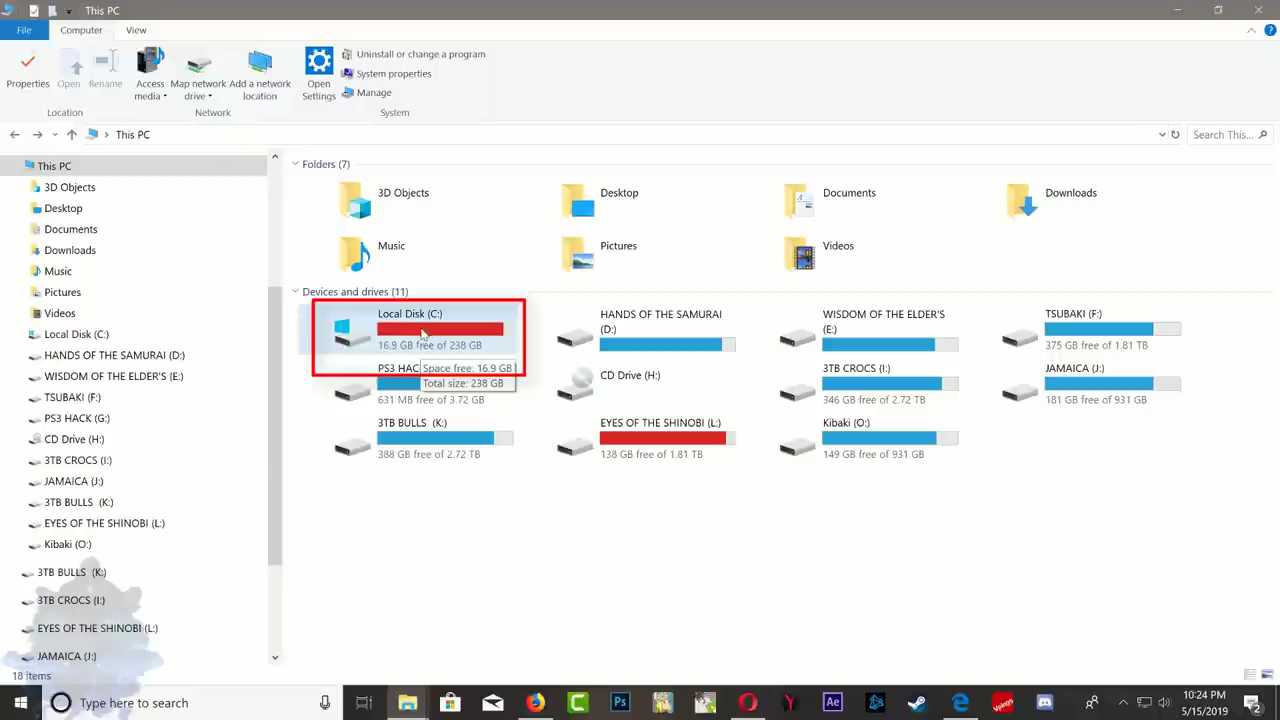 This PC
File Computer View
Properties Open Rename Access media Map network drive Add a network location Open Settings
Uninstall or change a program
System properties
Manage
Location Network System
This PC
Search This...
This PC
3D Objects
Desktop
Documents
Downloads
Music
Pictures
Videos
Local Disk (C:)
HANDS OF THE SAMURAI (D:)
WISDOM OF THE ELDER'S (E:)
TSUBAKI (F:)
PS3 HACK (G:)
CD Drive (H:)
3TB CROCS (I:)
JAMAICA (J:)
3TB BULLS (K:)
EYES OF THE SHINOBI (L:)
Kibaki (O:)
3TB BULLS (K:)
3TB CROCS (I:)
EYES OF THE SHINOBI (L:)
JAMAICA (J:)
18 items
Folders (7)
3D Objects Desktop Documents Downloads
Music Pictures Videos
Devices and drives (11)
Local Disk (C:)
16.9 GB free of 238 GB
Space free: 16.9 GB
Total size: 238 GB
HANDS OF THE SAMURAI
(D:)
WISDOM OF THE ELDER'S
(E:)
TSUBAKI (F:)
375 GB free of 1.81 TB
PS3 HAC
631 MB free of 3.72 GB
CD Drive (H:)
3TB CROCS (I:)
346 GB free of 2.72 TB
JAMAICA (J:)
181 GB free of 931 GB
3TB BULLS (K:)
388 GB free of 2.72 TB
EYES OF THE SHINOBI (L:)
138 GB free of 1.81 TB
Kibaki (O:)
149 GB free of 931 GB
Type here to search
Ps
Ae
10:24 PM
5/15/2019
2